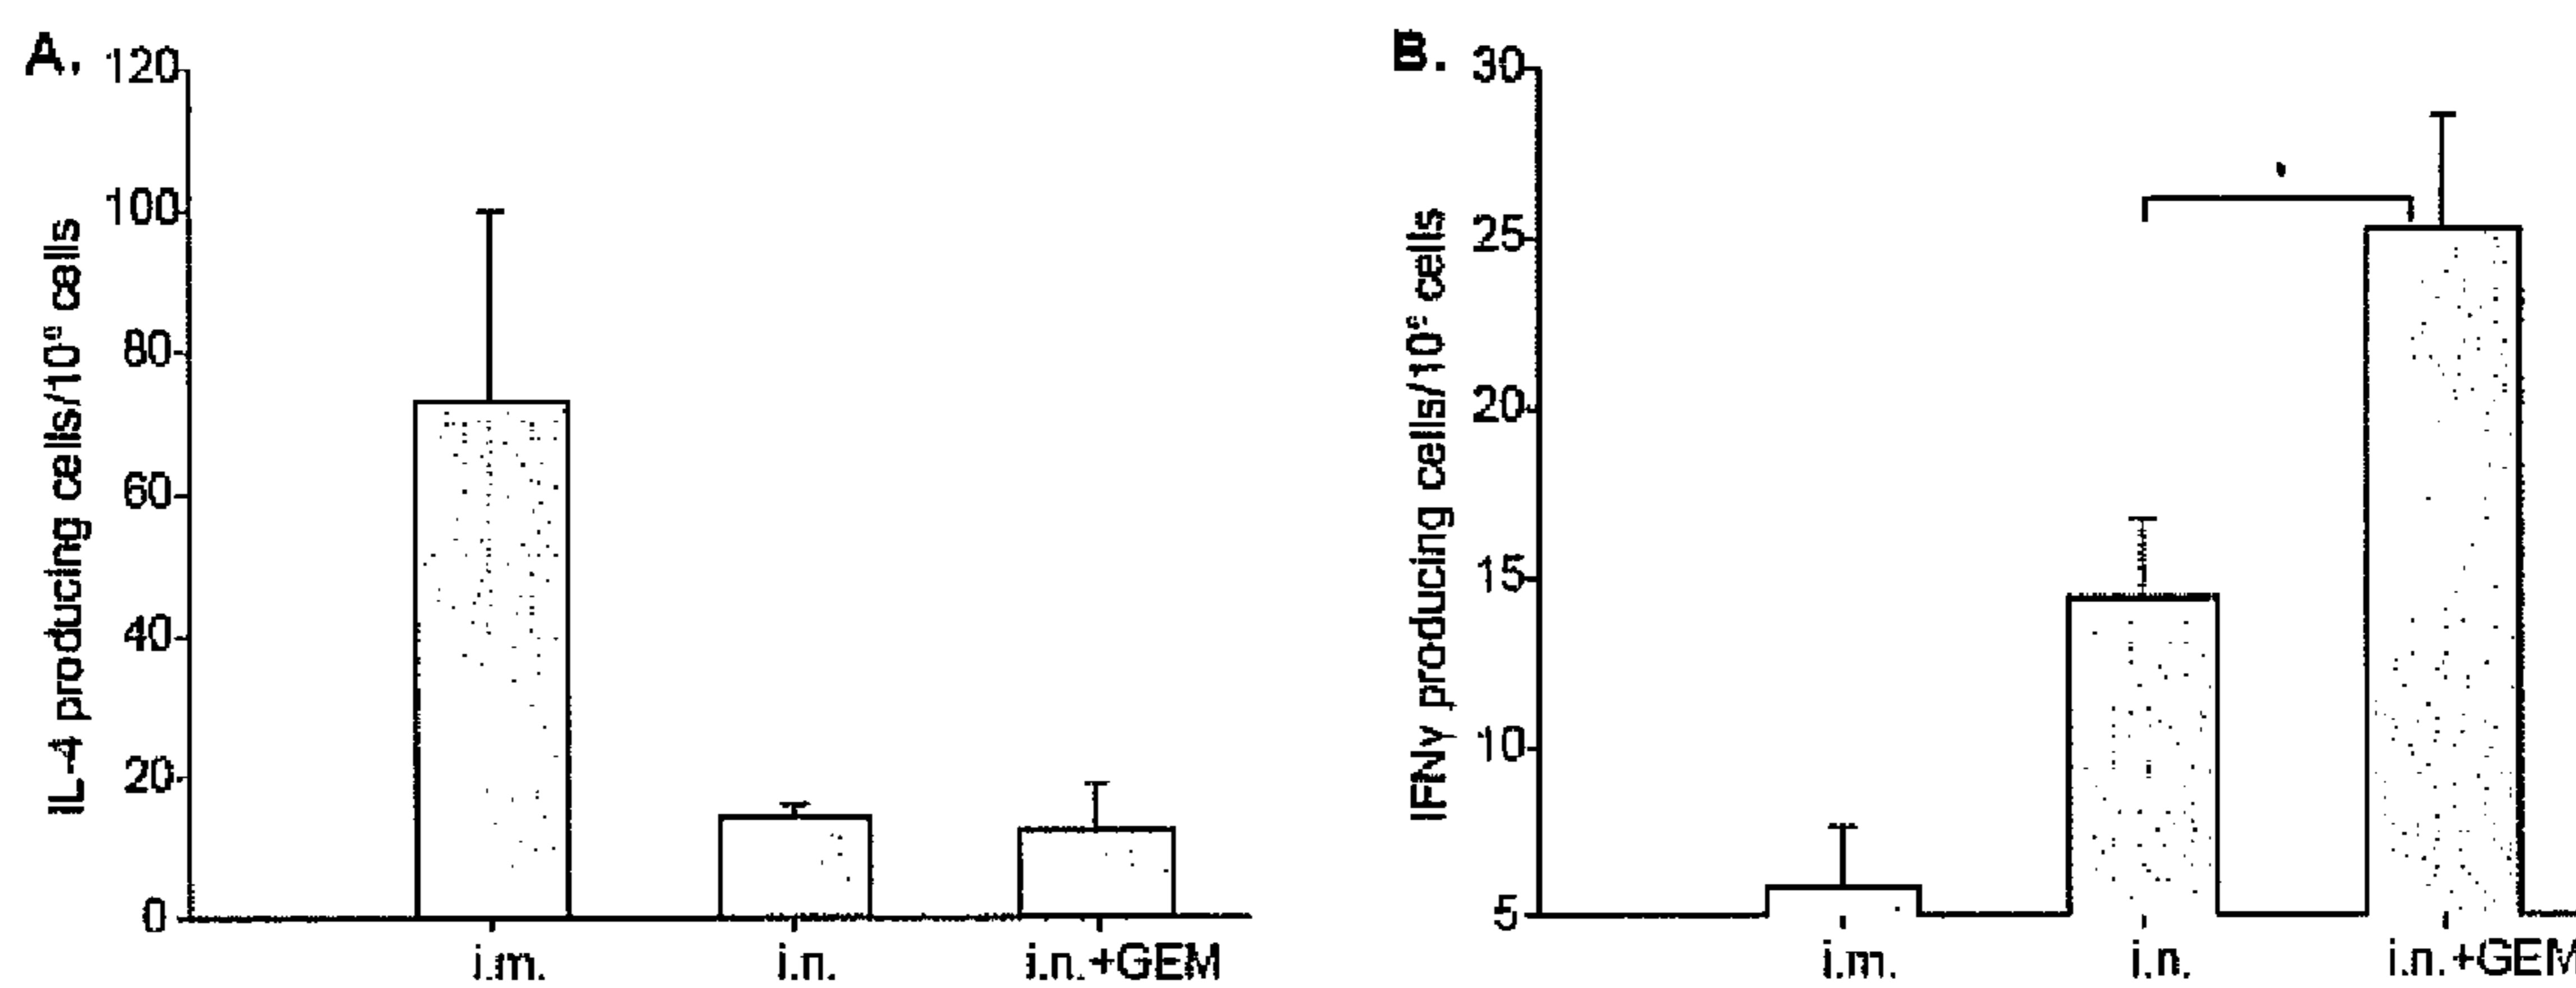 A.
120
100
80
60
40
20
0
IL-4 producing cells/10⁶ cells
i.m.
i.n.
i.n.+GEM
B.
30
25
20
15
10
5
IFNγ producing cells/10⁶ cells
i.m.
i.n.
i.n.+GEM